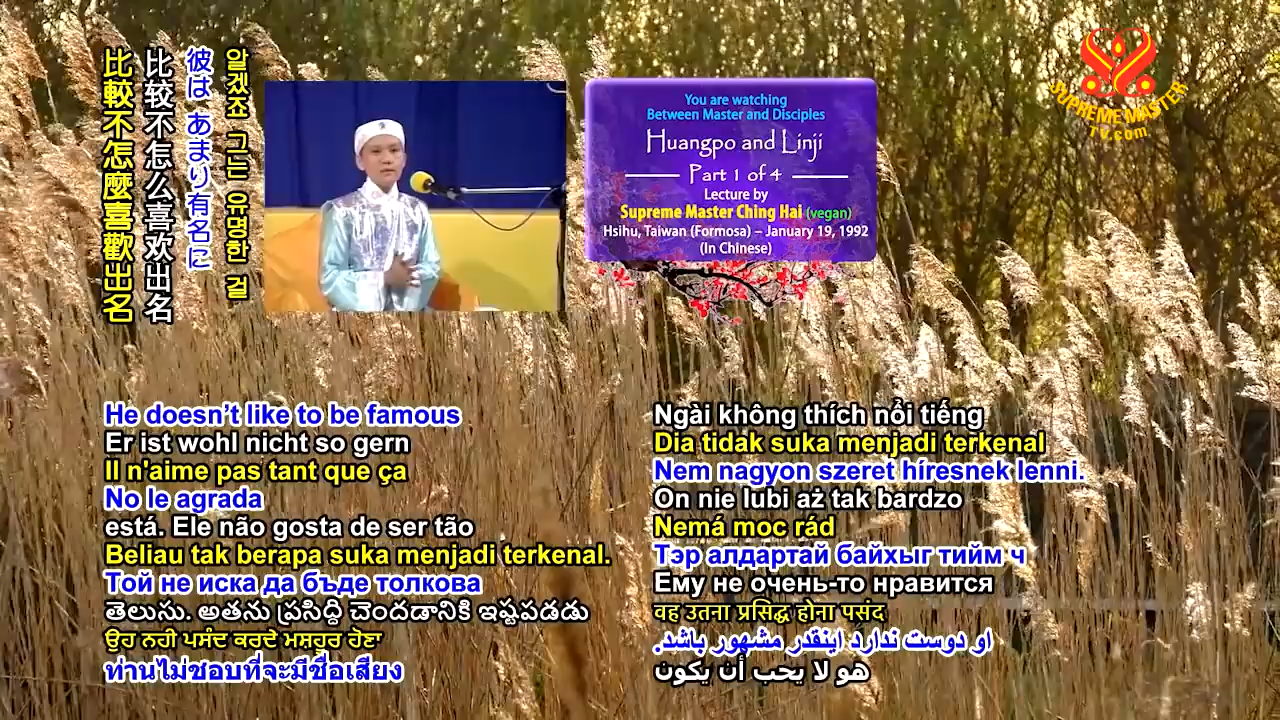 比較不怎麼喜歡出名
比较不怎么喜欢出名
彼は あまり有名に
알겠죠 그는 유명한 걸
You are watching
Between Master and Disciples
Huangpo and Linji
Part 1 of 4
Lecture by
Supreme Master Ching Hai (vegan)
Hsihu, Taiwan (Formosa) – January 19, 1992
(In Chinese)
SUPREME MASTER
TV.com
He doesn’t like to be famous
Er ist wohl nicht so gern
Il n'aime pas tant que ça
No le agrada
está. Ele não gosta de ser tão
Beliau tak berapa suka menjadi terkenal.
Той не иска да бъде толкова
తెలుసు. అతను ప్రసిద్ధి చెందడానికి ఇష్టపడడు
ਉਹ ਨਹੀ ਪਸੰਦ ਕਰਦੇ ਮਸ਼ਹੂਰ ਹੋਣਾ
ท่านไม่ชอบที่จะมีชื่อเสียง
Ngài không thích nổi tiếng
Dia tidak suka menjadi terkenal
Nem nagyon szeret híresnek lenni.
On nie lubi aż tak bardzo
Nemá moc rád
Тэр алдартай байхыг тийм ч
Ему не очень-то нравится
वह उतना प्रसिद्ध होना पसंद
او دوست ندارد اینقدر مشهور باشد.
هو لا يحب أن يكون